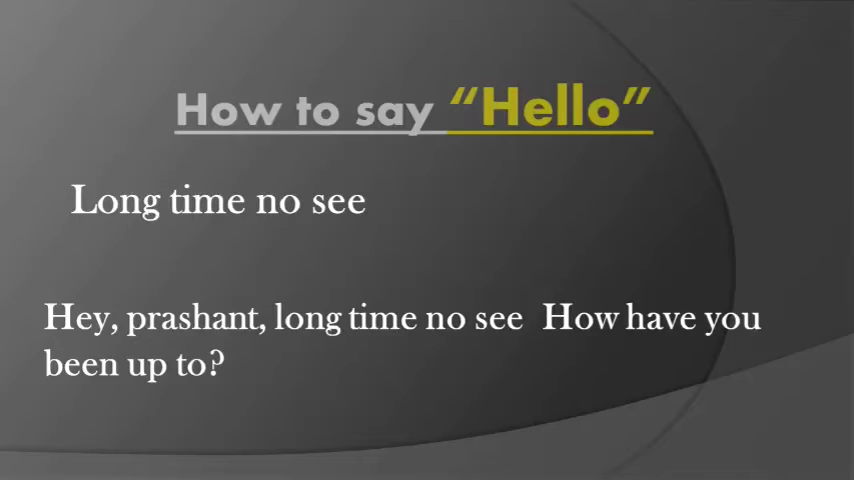 How to say “Hello”
Long time no see
Hey, prashant, long time no see How have you
been up to?